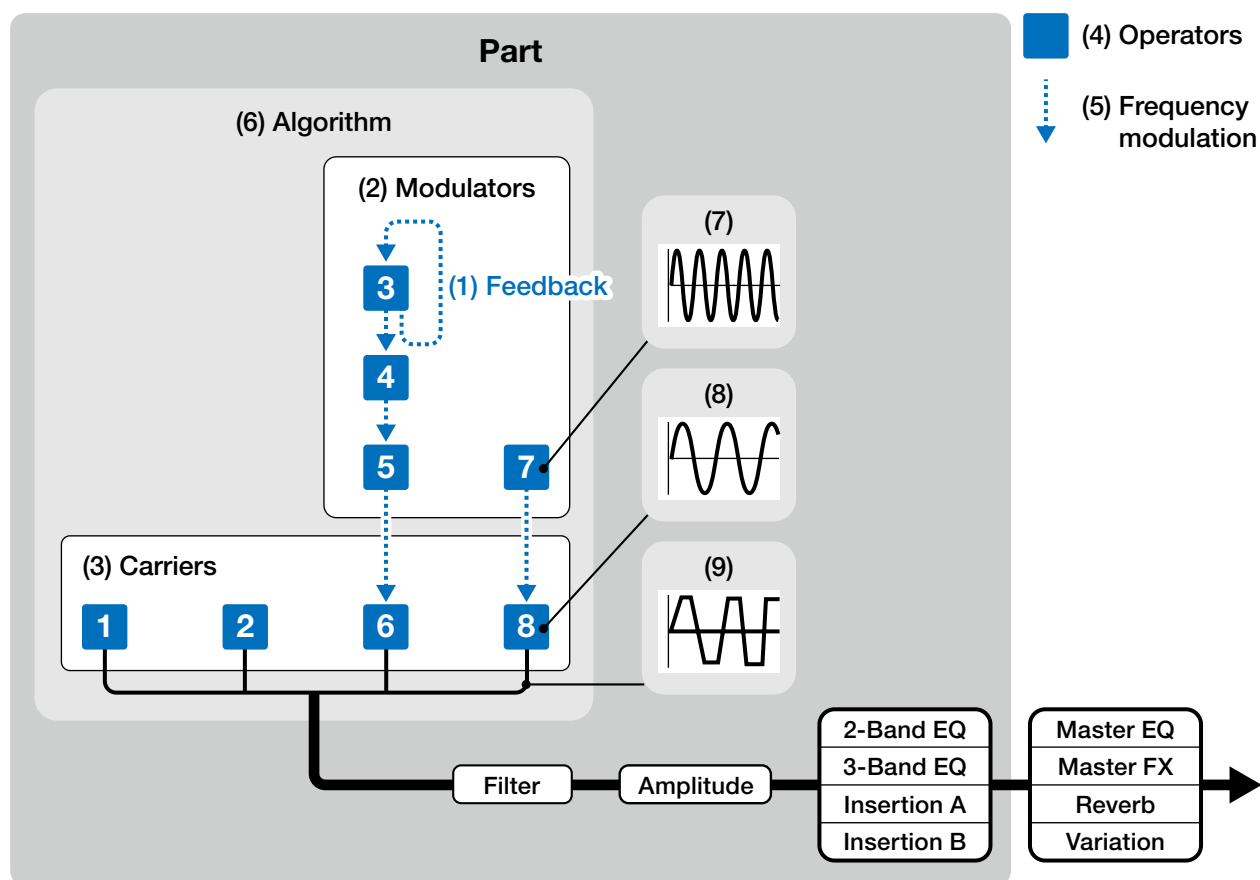 Part
(4) Operators
(5) Frequency
modulation
(6) Algorithm
(2) Modulators
3
(1) Feedback
4
5
7
(3) Carriers
1
2
6
8
(7)
(8)
(9)
Filter
Amplitude
2-Band EQ
3-Band EQ
Insertion A
Insertion B
Master EQ
Master FX
Reverb
Variation